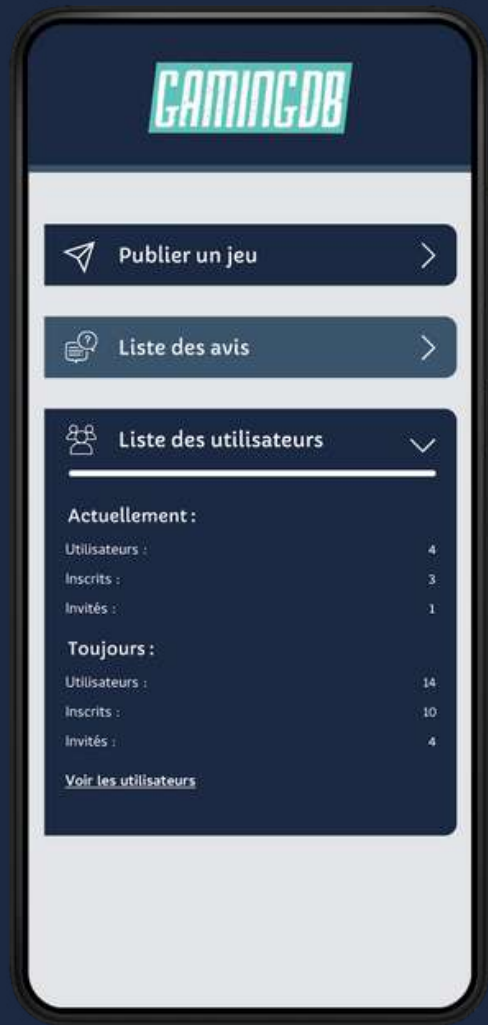 GAMINGDB
Publier un jeu
Liste des avis
Liste des utilisateurs
Actuellement :
Utilisateurs : 4
Inscrits : 3
Invités : 1
Toujours :
Utilisateurs : 14
Inscrits : 10
Invités : 4
Voir les utilisateurs